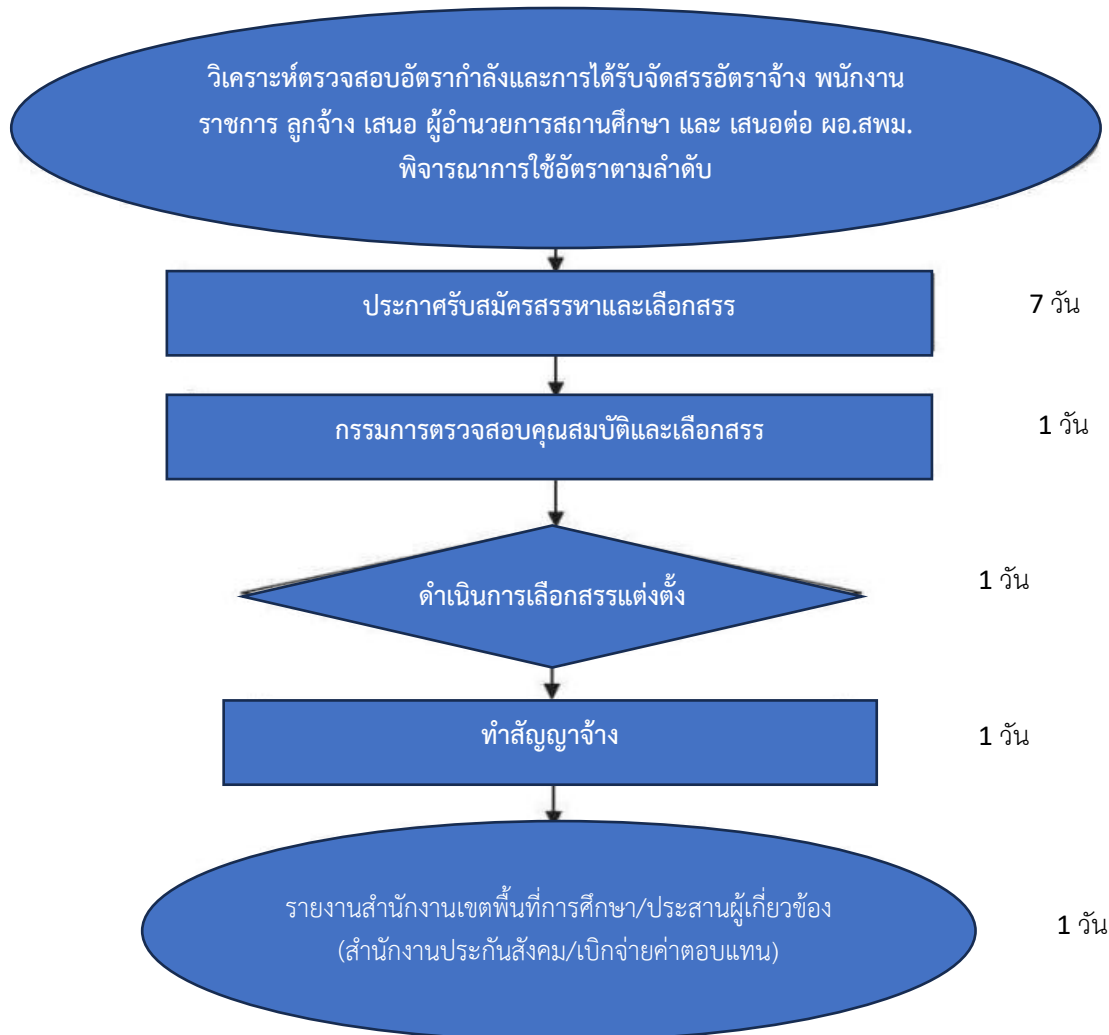 วิเคราะห์ตรวจสอบอัตรากำลังและการได้รับจัดสรรอัตราจ้าง พนักงาน
ราชการ ลูกจ้าง เสนอ ผู้อำนวยการสถานศึกษา และ เสนอต่อ ผอ.สพม.
พิจารณาการใช้อัตราตามลำดับ
ประกาศรับสมัครสรรหาและเลือกสรร
7 วัน
กรรมการตรวจสอบคุณสมบัติและเลือกสรร
1 วัน
ดำเนินการเลือกสรรแต่งตั้ง
1 วัน
ทำสัญญาจ้าง
1 วัน
รายงานสำนักงานเขตพื้นที่การศึกษา/ประสานผู้เกี่ยวข้อง
(สำนักงานประกันสังคม/เบิกจ่ายค่าตอบแทน)
1 วัน